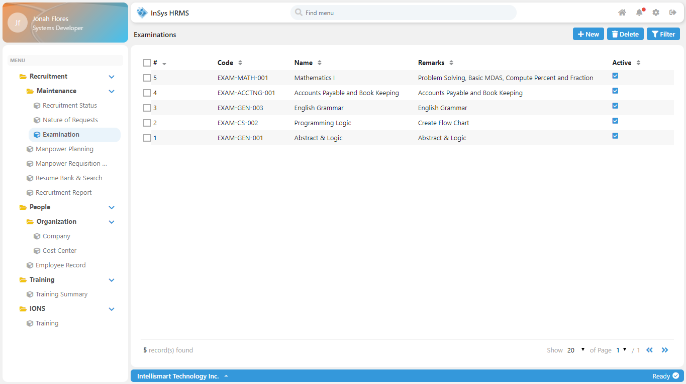 JF
Jonah Flores
Systems Developer
InSys HRMS
Find menu
MENU
Recruitment
Maintenance
Recruitment Status
Nature of Requests
Examination
Manpower Planning
Manpower Requisition ...
Resume Bank & Search
Recruitment Report
People
Organization
Company
Cost Center
Employee Record
Training
Training Summary
IONS
Training
Examinations
New Delete Filter
# Code Name Remarks Active
5 EXAM-MATH-001 Mathematics I Problem Solving, Basic MDAS, Compute Percent and Fraction
4 EXAM-ACCTNG-001 Accounts Payable and Book Keeping Accounts Payable and Book Keeping
3 EXAM-GEN-003 English Grammar English Grammar
2 EXAM-CS-002 Programming Logic Create Flow Chart
1 EXAM-GEN-001 Abstract & Logic Abstract & Logic
5 record(s) found
Show 20 of Page 1 / 1
Intellismart Technology Inc.
Ready